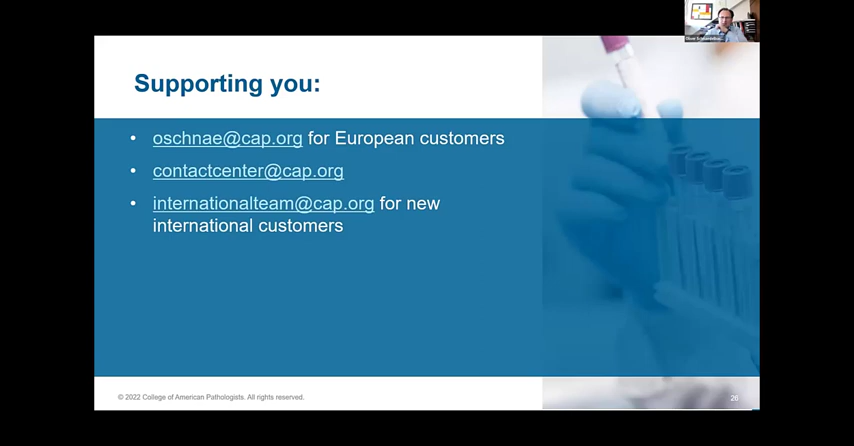 Supporting you:
• oschnae@cap.org for European customers
• contactcenter@cap.org
• internationalteam@cap.org for new
international customers
© 2022 College of American Pathologists. All rights reserved.
26